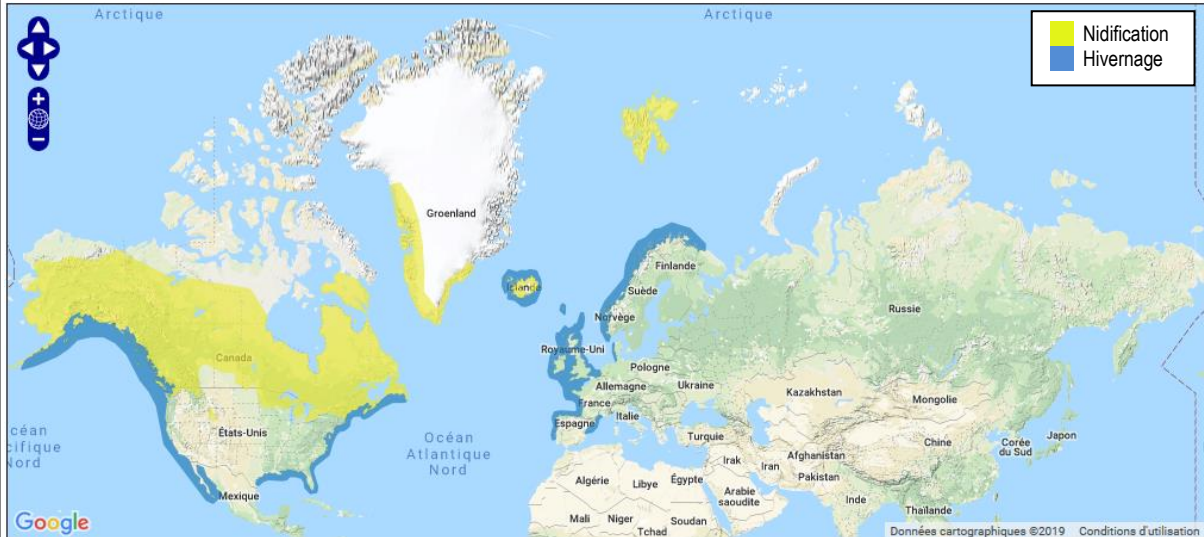 Arctique
Arctique
Nidification
Hivernage
Groenland
Islande
Finlande
Suède
Norvège
Russie
Royaume-Uni
Canada
Pologne
Allemagne
Ukraine
France
Kazakhstan
Mongolie
Espagne
Italie
États-Unis
Océan
Atlantique
Nord
céan
cifique
Nord
Turquie
Chine
Corée
du Sud
Japon
Irak
Iran
Afghanistan
Pakistan
Algérie
Libye
Égypte
Arabie
saoudite
Inde
Mexique
Mali
Niger
Soudan
Tchad
Thaïlande
Google
Données cartographiques ©2019 Conditions d'utilisation